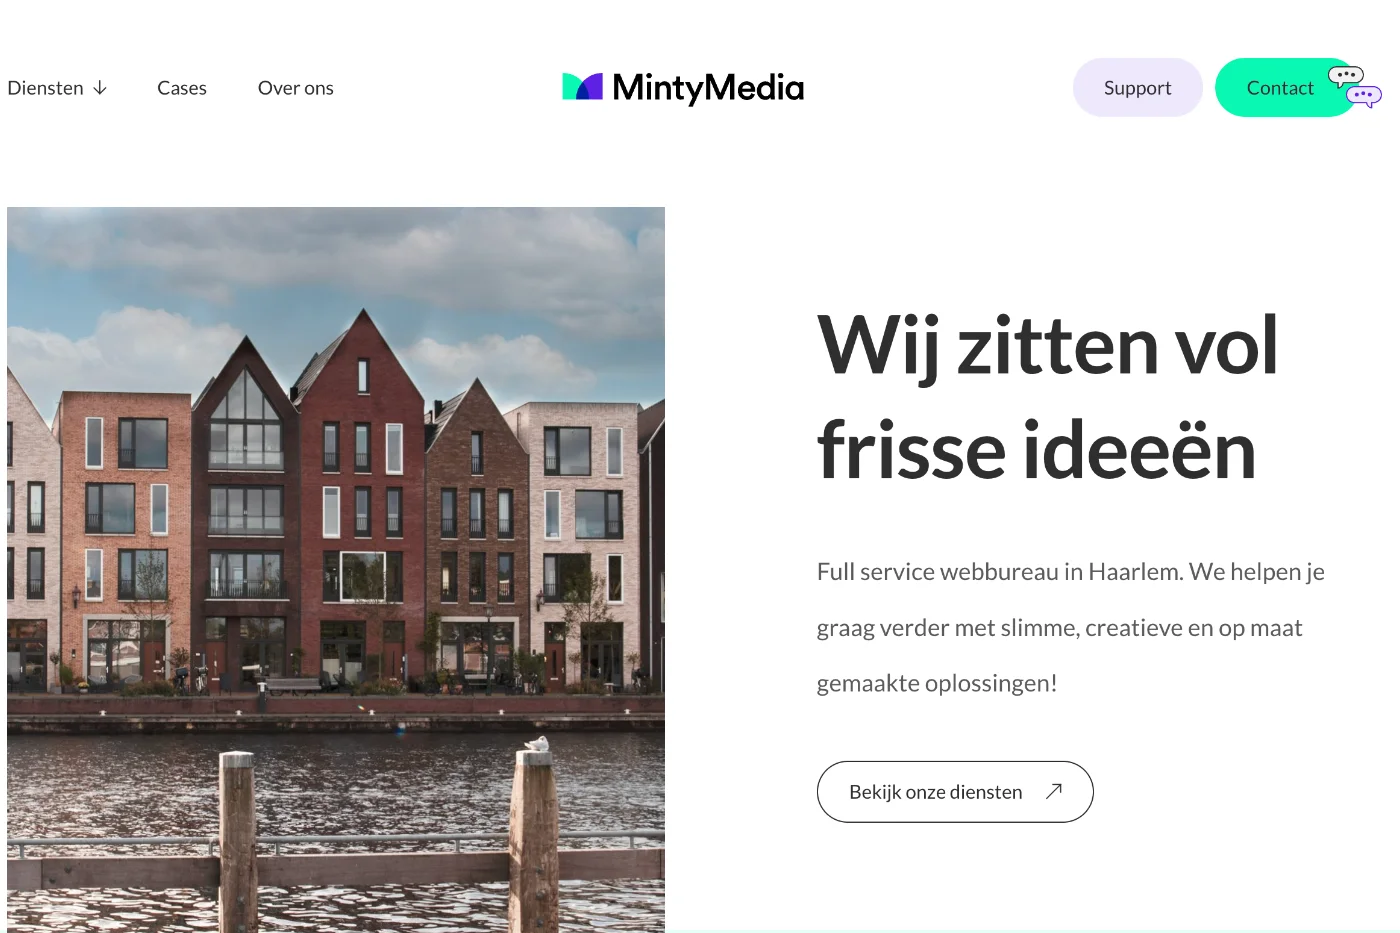 Diensten
Cases
Over ons
MintyMedia
Support
Contact
Wij zitten vol
frisse ideeën
Full service webbureau in Haarlem. We helpen je
graag verder met slimme, creatieve en op maat
gemaakte oplossingen!
Bekijk onze diensten